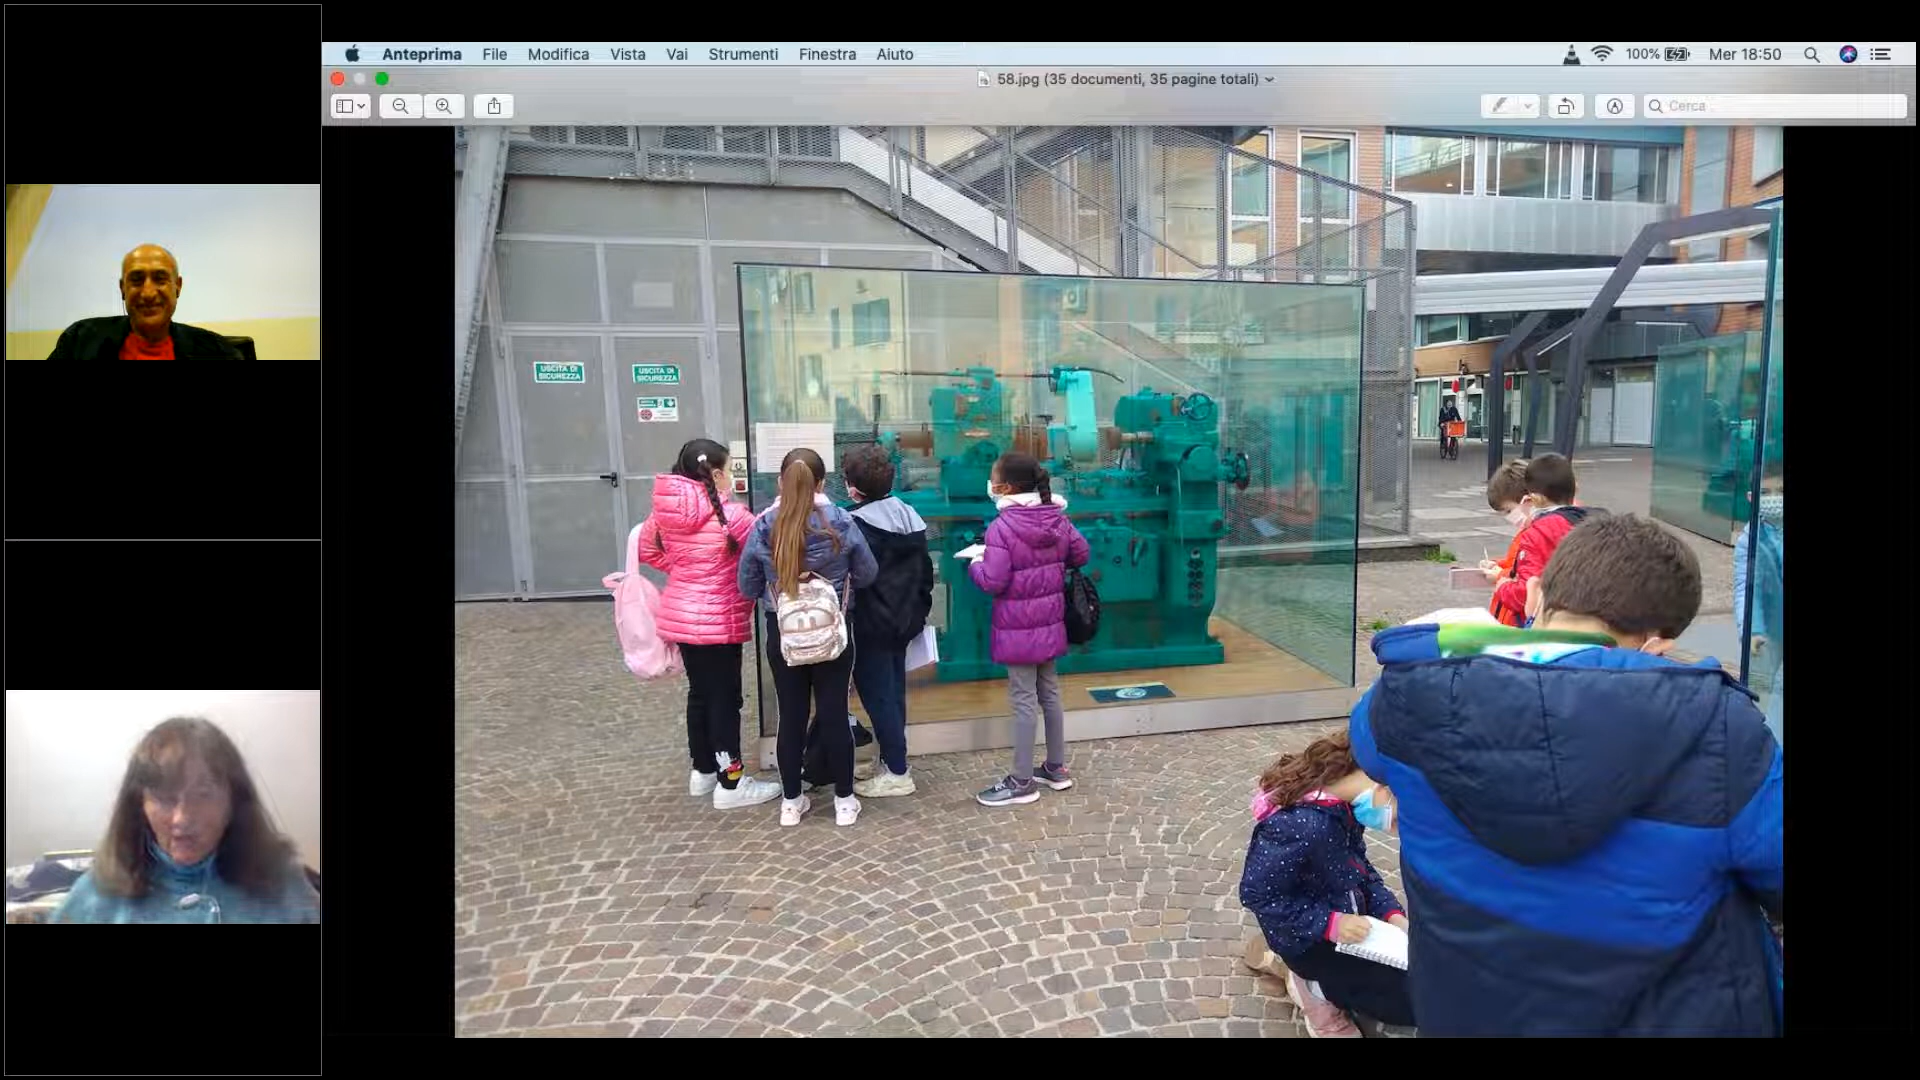 Anteprima File Modifica Vista Vai Strumenti Finestra Aiuto 100% Mer 18:50
58.jpg (35 documenti, 35 pagine totali)
Cerca
USCITA DI
SICUREZZA
USCITA DI
SICUREZZA